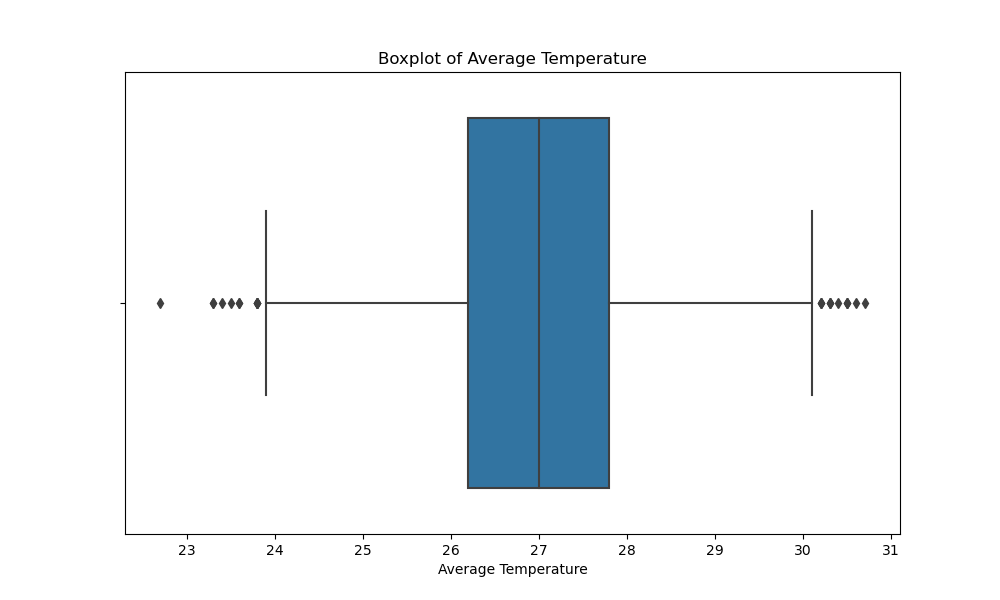 Boxplot of Average Temperature
23 24 25 26 27 28 29 30 31
Average Temperature